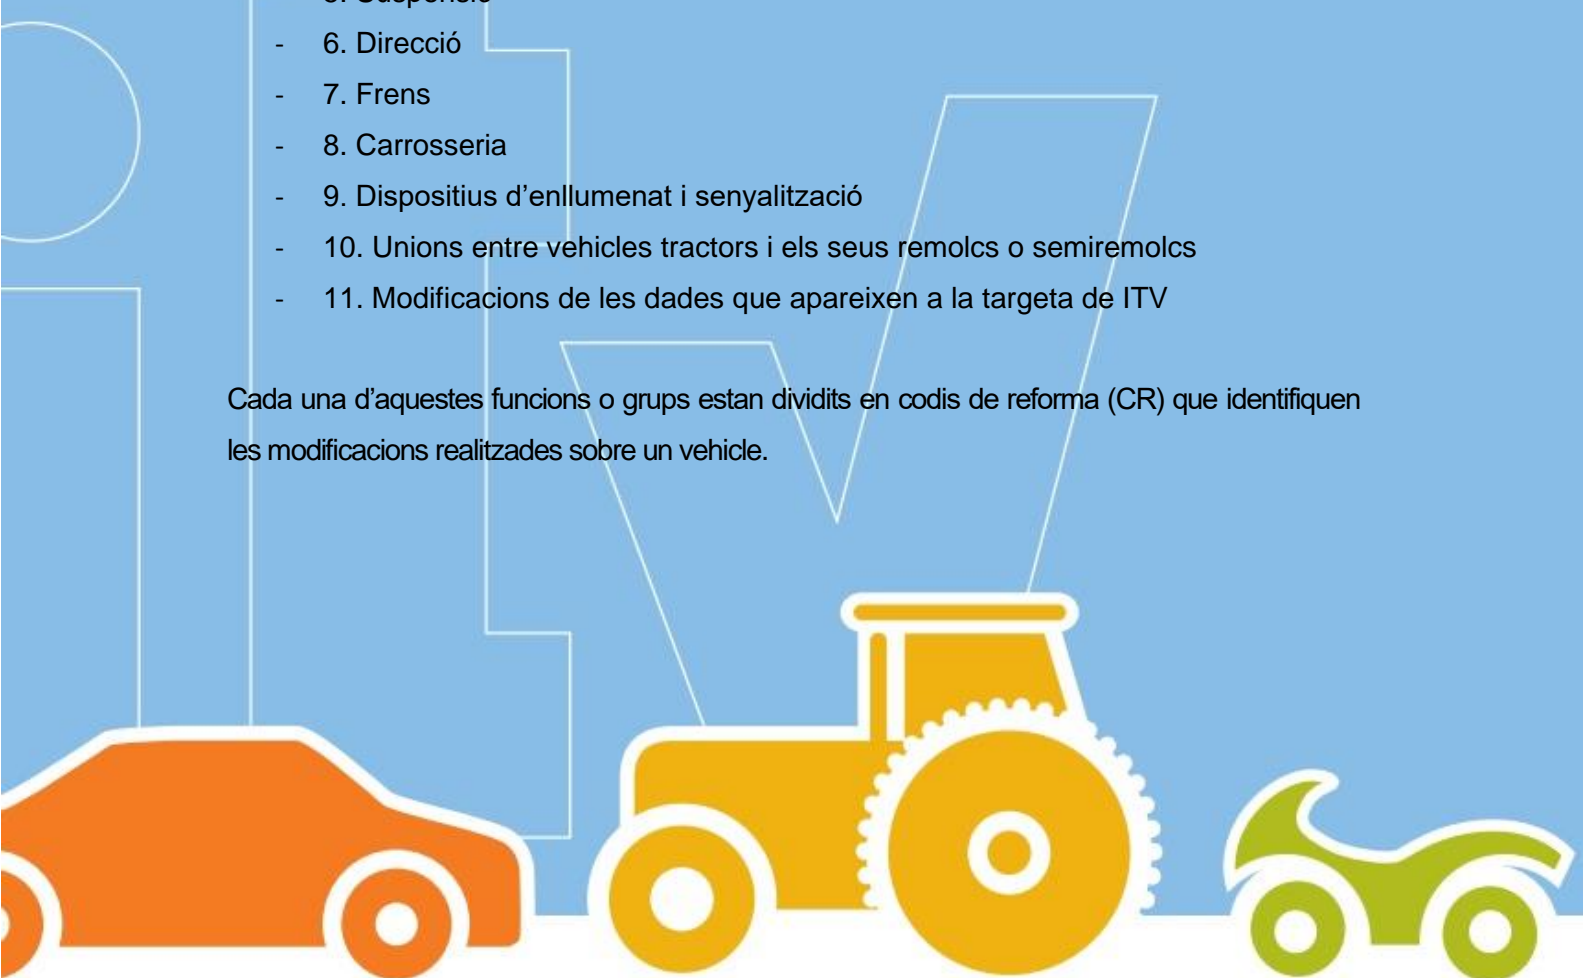 - 6. Direcció
- 7. Frens
- 8. Carrosseria
- 9. Dispositius d’enllumenat i senyalització
- 10. Unions entre vehicles tractors i els seus remolcs o semiremolcs
- 11. Modificacions de les dades que apareixen a la targeta de ITV
Cada una d’aquestes funcions o grups estan dividits en codis de reforma (CR) que identifiquen
les modificacions realitzades sobre un vehicle.
itv